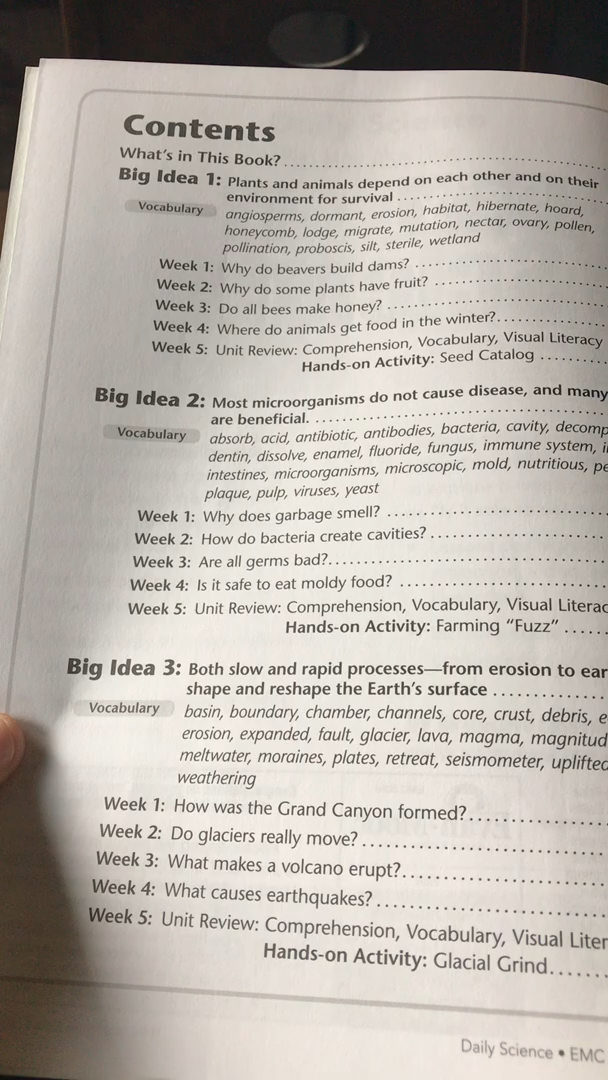 Contents
What's in This Book? ........................
Big Idea 1: Plants and animals depend on each other and on their
environment for survival ........................
Vocabulary
angiosperms, dormant, erosion, habitat, hibernate, hoard,
honeycomb, lodge, migrate, mutation, nectar, ovary, pollen,
pollination, proboscis, silt, sterile, wetland
Week 1: Why do beavers build dams? ........................
Week 2: Why do some plants have fruit? ........................
Week 3: Do all bees make honey? ........................
Week 4: Where do animals get food in the winter? ................
Week 5: Unit Review: Comprehension, Vocabulary, Visual Literacy
Hands-on Activity: Seed Catalog ..........
Big Idea 2: Most microorganisms do not cause disease, and many
are beneficial. ........................
Vocabulary
absorb, acid, antibiotic, antibodies, bacteria, cavity,
dentin, dissolve, enamel, fluoride, fungus, immune system,
intestines, microorganisms, microscopic, mold, nutritious,
plaque, pulp, viruses, yeast
Week 1: Why does garbage smell? ........................
Week 2: How do bacteria create cavities? ........................
Week 3: Are all germs bad? ........................
Week 4: Is it safe to eat moldy food? ........................
Week 5: Unit Review: Comprehension, Vocabulary, Visual
Hands-on Activity: Farming "Fuzz" ......
Big Idea 3: Both slow and rapid processes—from erosion to
shape and reshape the Earth's surface .............
Vocabulary
basin, boundary, chamber, channels, core, crust, debris,
erosion, expanded, fault, glacier, lava, magma,
meltwater, moraines, plates, retreat, seismometer,
weathering
Week 1: How was the Grand Canyon formed? ................
Week 2: Do glaciers really move? ........................
Week 3: What makes a volcano erupt? ........................
Week 4: What causes earthquakes? ........................
Week 5: Unit Review: Comprehension, Vocabulary, Visual
Hands-on Activity: Glacial Grind .......
Daily Science • EMC